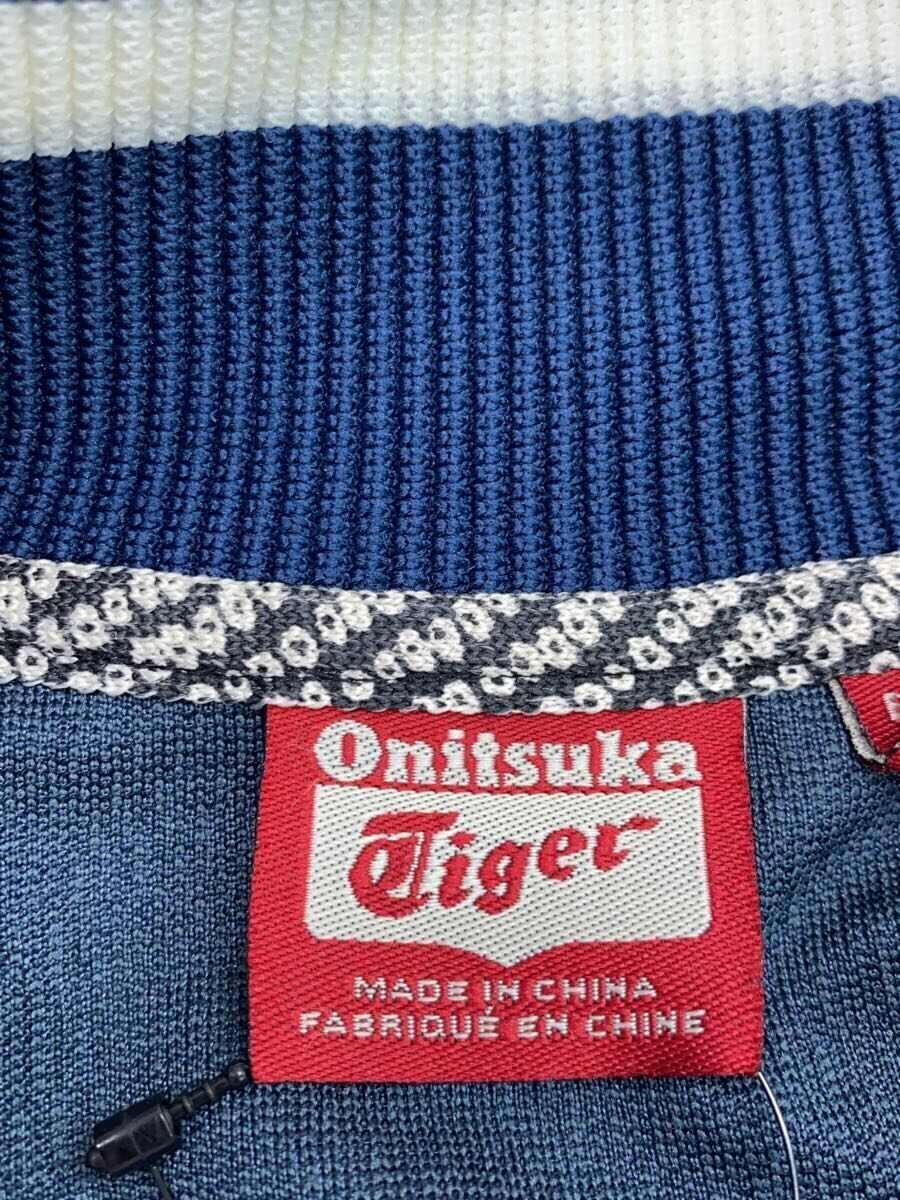 Onitsuka
Tiger
MADE IN CHINA
FABRIQUÉ EN CHINE